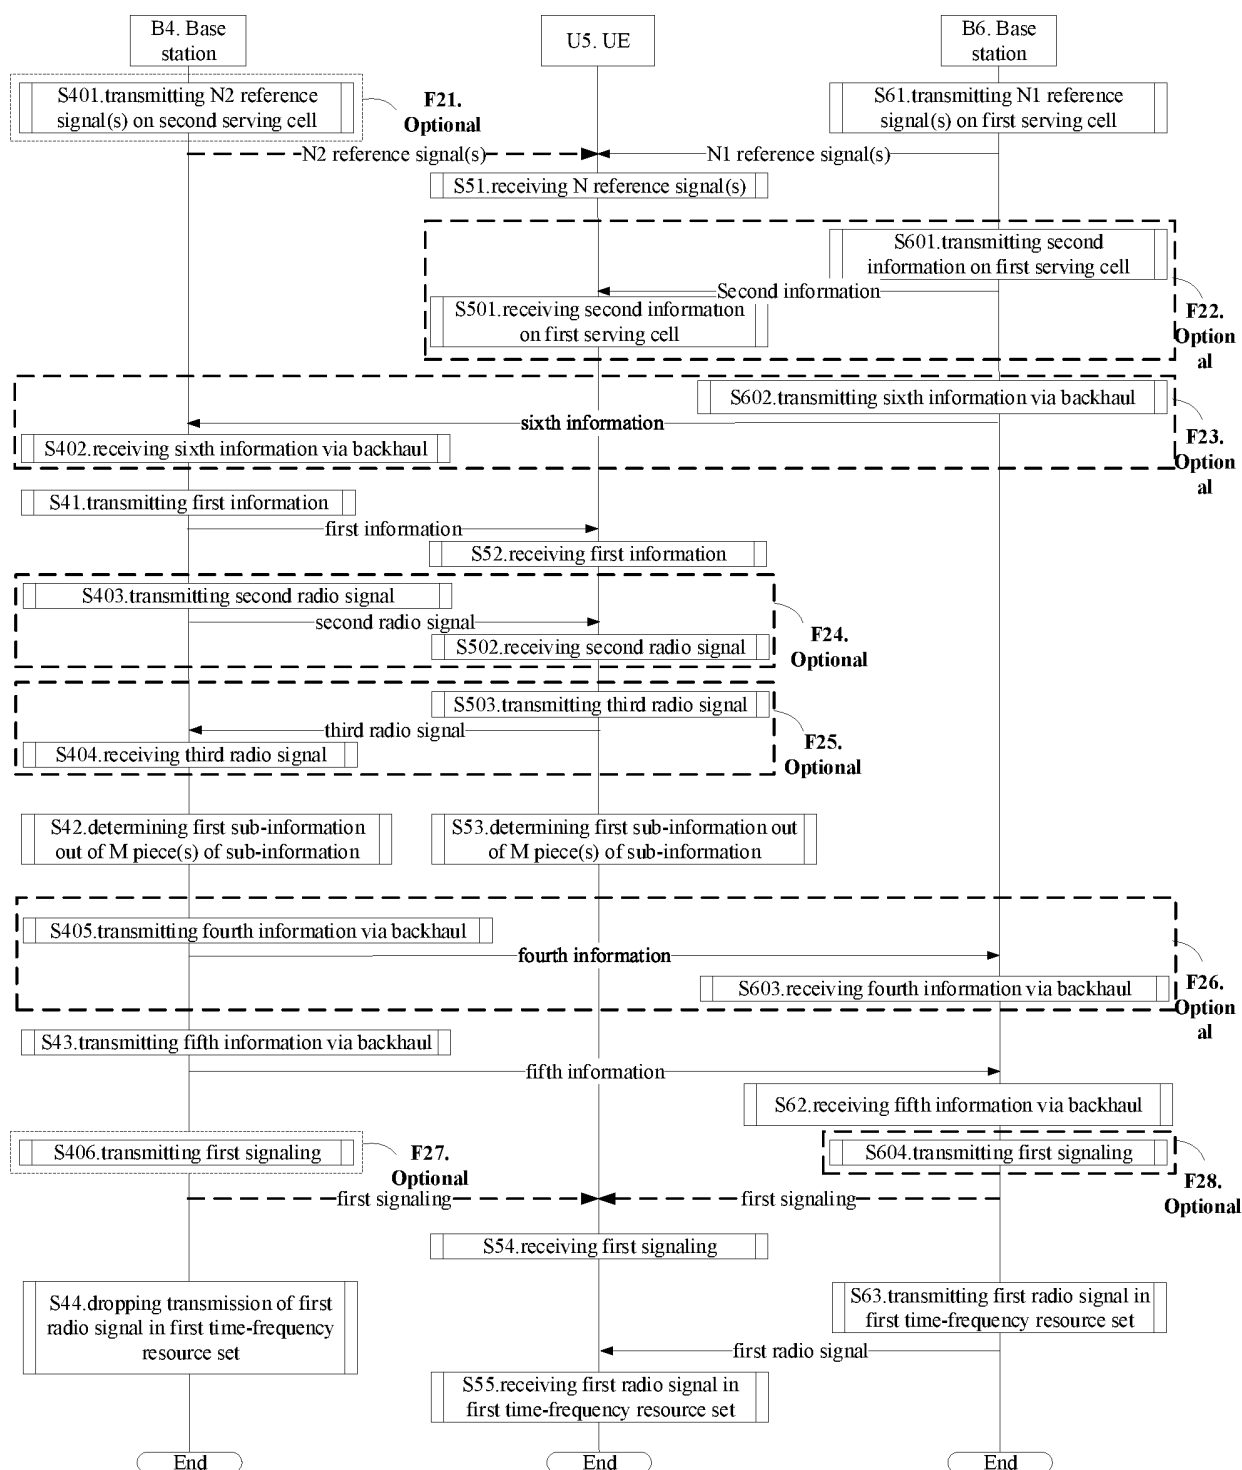 B4. Base
station
U5. UE
B6. Base
station
S401.transmitting N2 reference
signal(s) on second serving cell
F21.
Optional
S61.transmitting N1 reference
signal(s) on first serving cell
N2 reference signal(s)
N1 reference signal(s)
S51.receiving N reference signal(s)
S601.transmitting second
information on first serving cell
Second information
S501.receiving second information
on first serving cell
F22.
Option
al
S602.transmitting sixth information via backhaul
sixth information
S402.receiving sixth information via backhaul
F23.
Option
al
S41.transmitting first information
first information
S52.receiving first information
S403.transmitting second radio signal
second radio signal
S502.receiving second radio signal
F24.
Optional
S503.transmitting third radio signal
third radio signal
S404.receiving third radio signal
F25.
Optional
S42.determining first sub-information
out of M piece(s) of sub-information
S53.determining first sub-information out
of M piece(s) of sub-information
S405.transmitting fourth information via backhaul
fourth information
S603.receiving fourth information via backhaul
F26.
Option
al
S43.transmitting fifth information via backhaul
fifth information
S62.receiving fifth information via backhaul
S406.transmitting first signaling
F27.
Optional
S604.transmitting first signaling
F28.
Optional
first signaling
first signaling
S54.receiving first signaling
S44.dropping transmission of first
radio signal in first time-frequency
resource set
S63.transmitting first radio signal in
first time-frequency resource set
first radio signal
S55.receiving first radio signal in
first time-frequency resource set
End
End
End